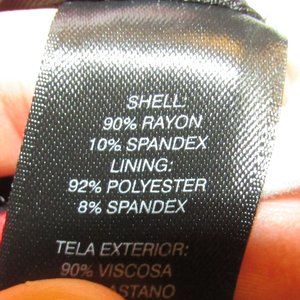 SHELL:
90% RAYON
10% SPANDEX
LINING:
92% POLYESTER
8% SPANDEX
TELA EXTERIOR:
90% VISCOSA